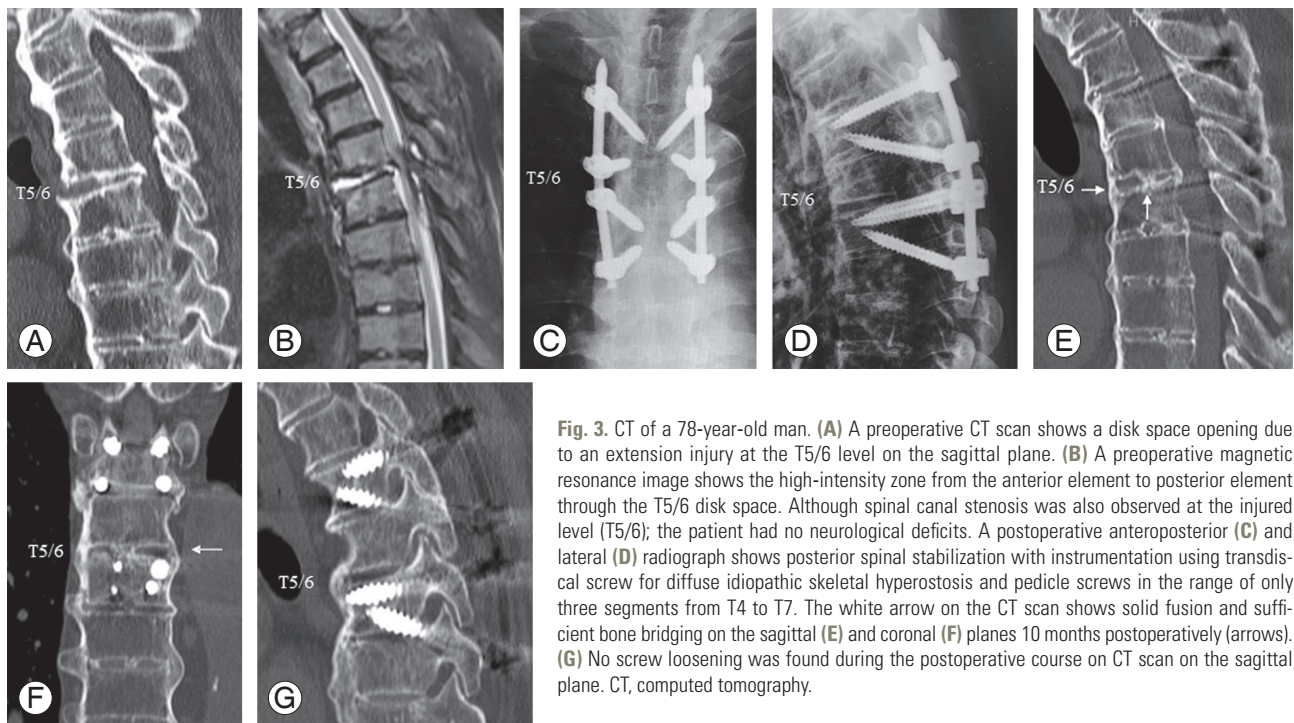 T5/6
A
T5/6
B
T5/6
C
T5/6
D
H
T5/6
E
T5/6
F
T5/6
G
Fig. 3. CT of a 78-year-old man. (A) A preoperative CT scan shows a disk space opening due
to an extension injury at the T5/6 level on the sagittal plane. (B) A preoperative magnetic
resonance image shows the high-intensity zone from the anterior element to posterior element
through the T5/6 disk space. Although spinal canal stenosis was also observed at the injured
level (T5/6); the patient had no neurological deficits. A postoperative anteroposterior (C) and
lateral (D) radiograph shows posterior spinal stabilization with instrumentation using transdis-
cal screw for diffuse idiopathic skeletal hyperostosis and pedicle screws in the range of only
three segments from T4 to T7. The white arrow on the CT scan shows solid fusion and suffi-
cient bone bridging on the sagittal (E) and coronal (F) planes 10 months postoperatively (arrows).
(G) No screw loosening was found during the postoperative course on CT scan on the sagittal
plane. CT, computed tomography.